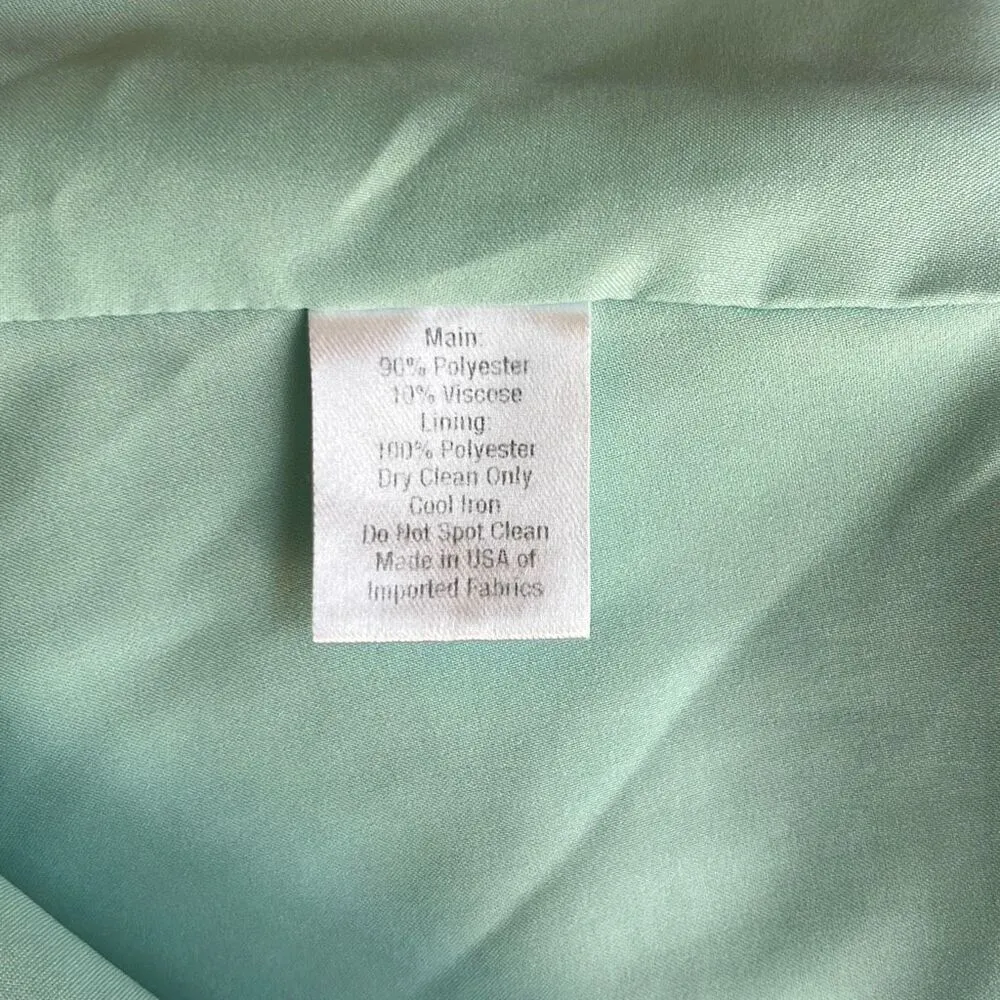 Main:
90% Polyester
10% Viscose
Lining:
100% Polyester
Dry Clean Only
Cool Iron
Do Not Spot Clean
Made in USA of
Imported Fabrics